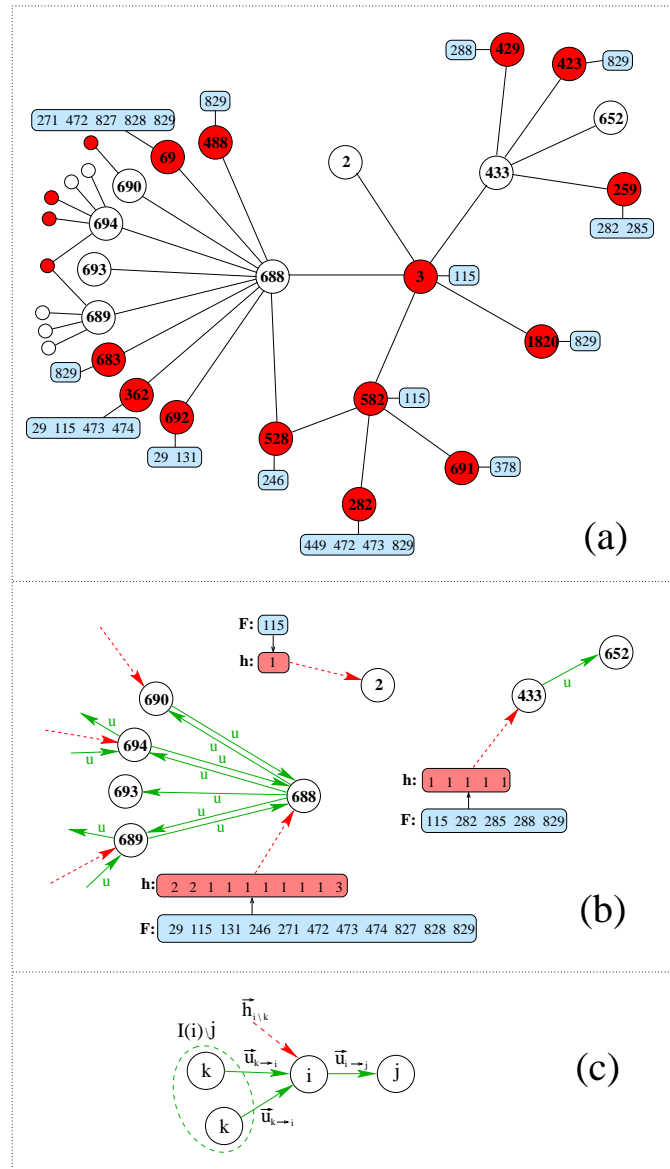 288
429
423
829
652
829
271 472 827 828 829
488
69
2
433
690
259
694
282 285
693
688
3
115
689
1820
829
683
829
362
582
115
692
528
29 115 473 474
29 131
691
378
246
282
449 472 473 829
(a)
F: 115
h: 1
652
2
u
690
433
u
u
u u
694
u
u
693
688
h: 1 1 1 1 1
u
u
u
689
F: 115 282 285 288 829
u
h: 2 2 1 1 1 1 1 1 1 3
F: 29 115 131 246 271 472 473 474 827 828 829
(b)
h i\k
I(i)\j
u k→i
u i→j
k
i
j
k
u k→i
(c)